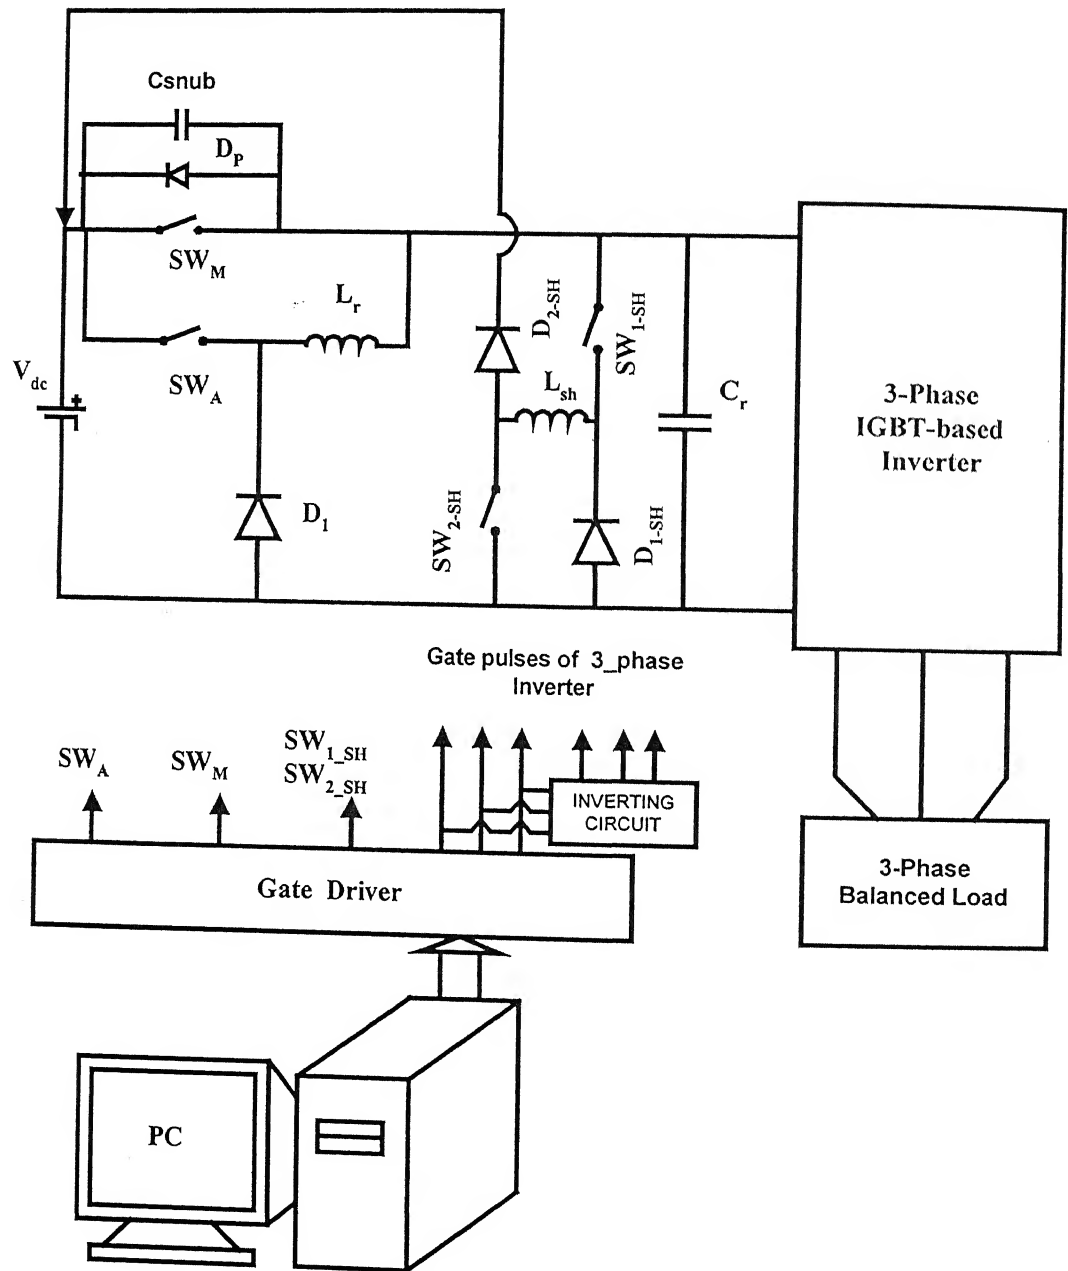 Csnub
D_P
SW_M
L_r
SW_A
V_dc
+
D_1
D_2-SH
SW_1-SH
L_sh
SW_2-SH
D_1-SH
C_r
3-Phase
IGBT-based
Inverter
Gate pulses of 3_phase
Inverter
SW_A
SW_M
SW_1_SH
SW_2_SH
INVERTING
CIRCUIT
Gate Driver
3-Phase
Balanced Load
PC